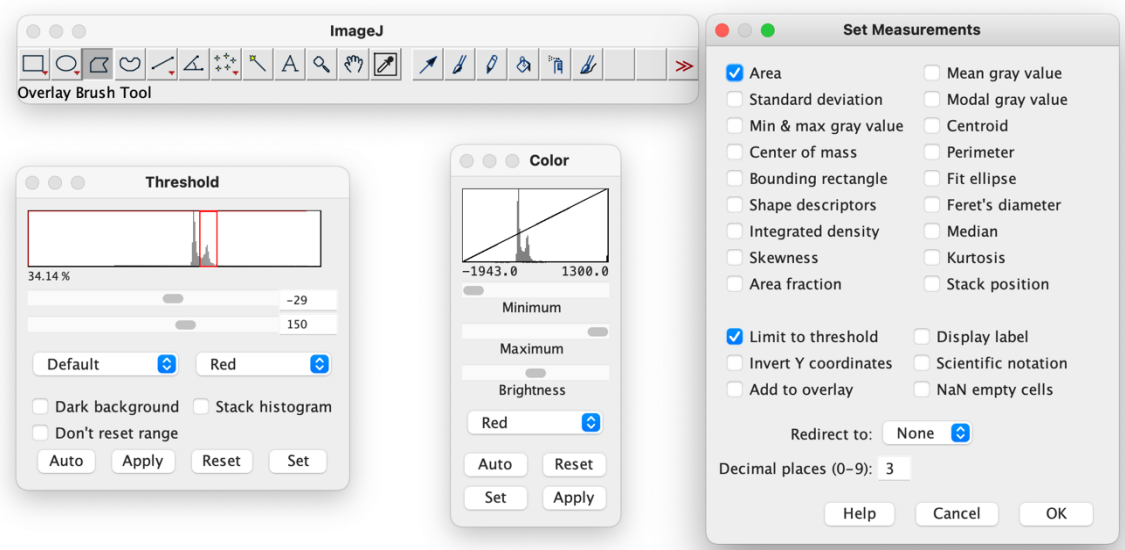 ImageJ
A
Overlay Brush Tool
Threshold
34.14 %
-29
150
Default Red
Dark background Stack histogram
Don't reset range
Auto Apply Reset Set
Color
-1943.0 1300.0
Minimum
Maximum
Brightness
Red
Auto Reset
Set Apply
Set Measurements
Area Mean gray value
Standard deviation Modal gray value
Min & max gray value Centroid
Center of mass Perimeter
Bounding rectangle Fit ellipse
Shape descriptors Feret's diameter
Integrated density Median
Skewness Kurtosis
Area fraction Stack position
Limit to threshold Display label
Invert Y coordinates Scientific notation
Add to overlay NaN empty cells
Redirect to: None
Decimal places (0-9): 3
Help Cancel OK